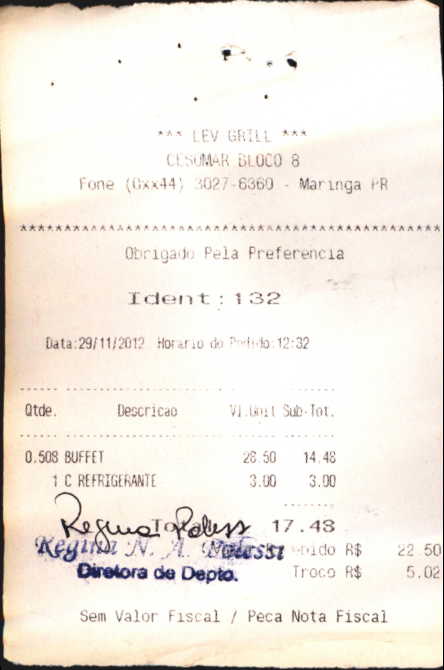 *** LEV GRILL ***
CESUMAR BLOCO 8
Fone (0xx44) 3027-6360 - Maringa PR
Obrigado Pela Preferencia
Ident:132
Data:29/11/2012 Horario do Pedido:12:32
Qtde. Descricao Vl.Unit Sub-Tot.
0.508 BUFFET 28.50 14.48
1 C REFRIGERANTE 3.00 3.00
17.48
Regina N. A.
R$ 22.50
Diretora de Depto. Troco R$ 5.02
Sem Valor Fiscal / Peca Nota Fiscal